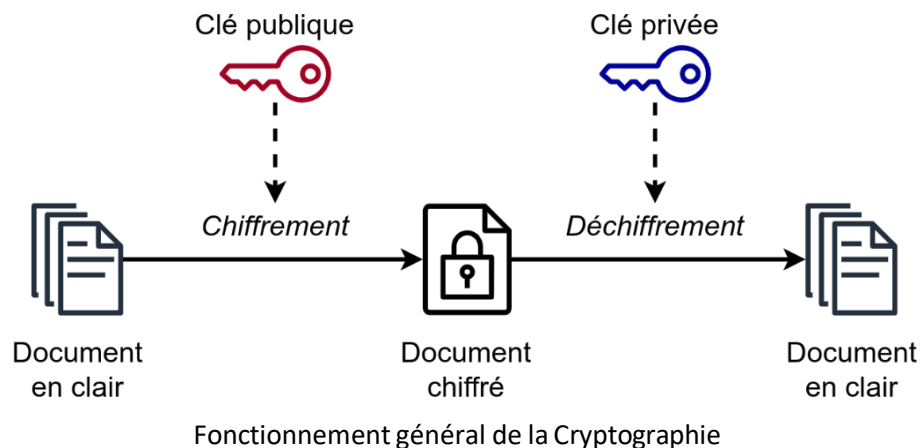 Clé publique
Clé privée
Chiffrement
Déchiffrement
Document
en clair
Document
chiffré
Document
en clair
Fonctionnement général de la Cryptographie